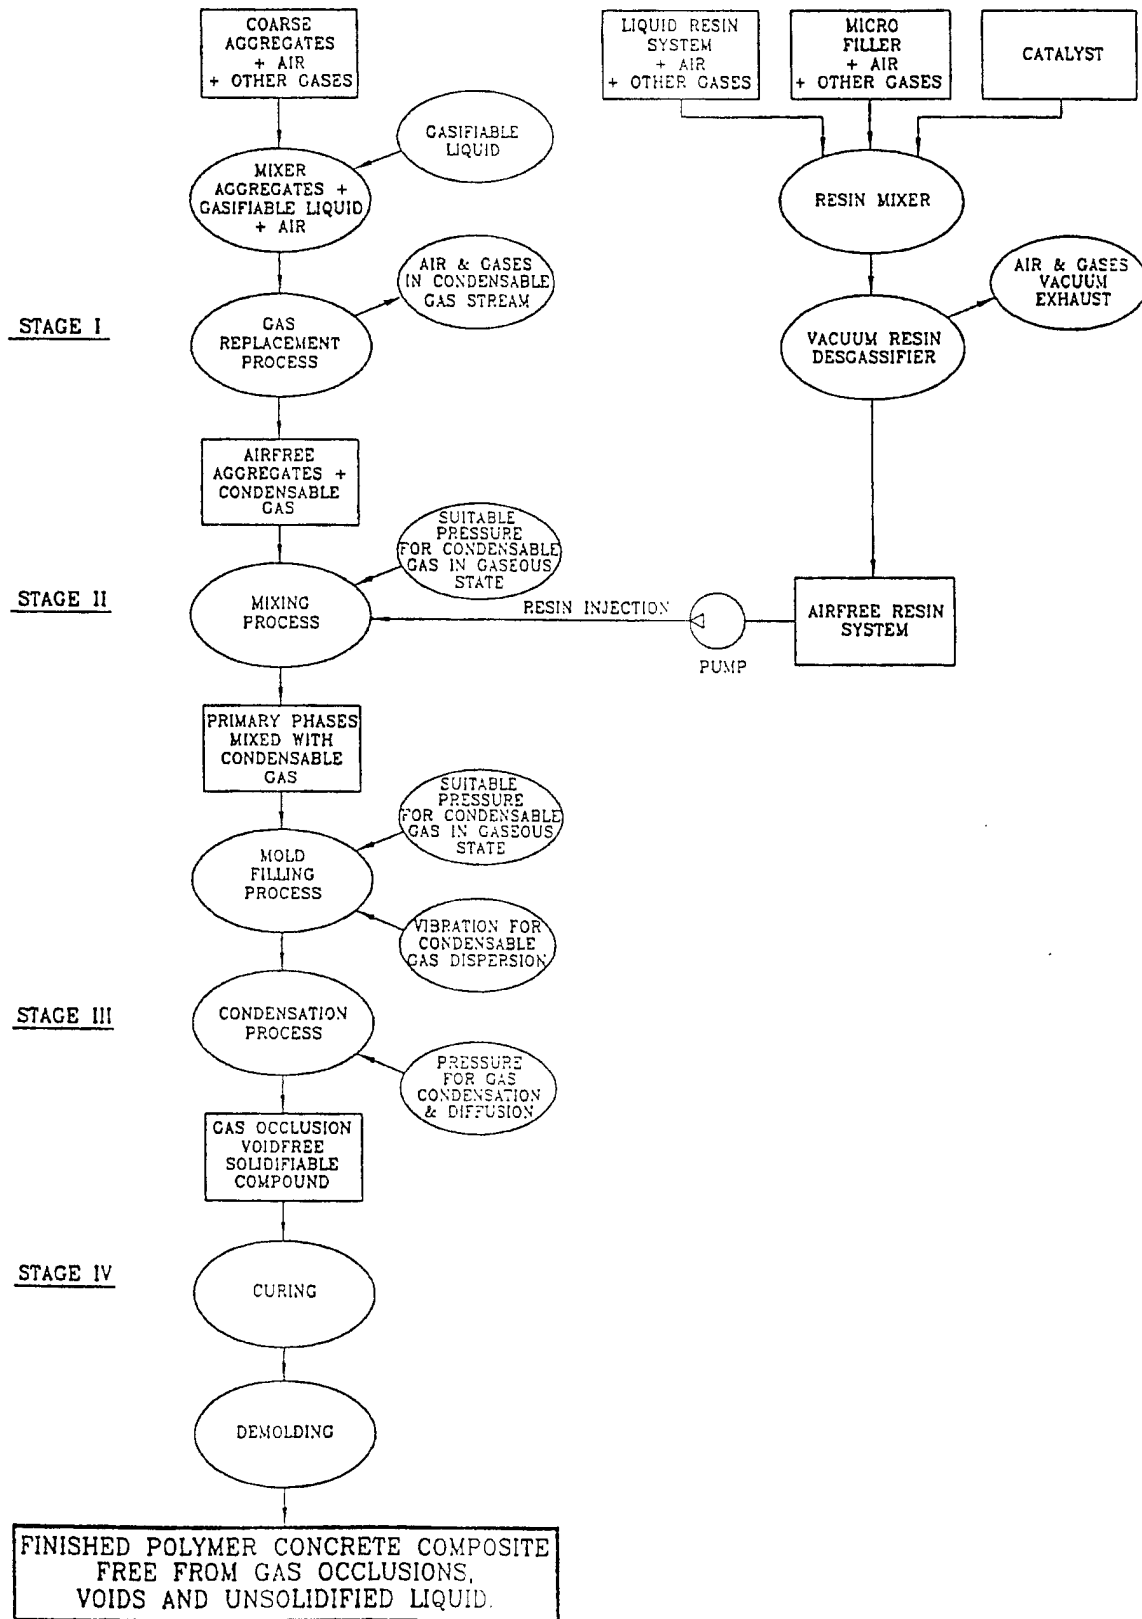 COARSE
AGGREGATES
+ AIR
+ OTHER GASES
LIQUID RESIN
SYSTEM
+ AIR
+ OTHER GASES
MICRO
FILLER
+ AIR
+ OTHER GASES
CATALYST
GASIFIABLE
LIQUID
MIXER
AGGREGATES +
GASIFIABLE LIQUID
+ AIR
RESIN MIXER
AIR & GASES
IN CONDENSABLE
GAS STREAM
AIR & GASES
VACUUM
EXHAUST
STAGE I
GAS
REPLACEMENT
PROCESS
VACUUM RESIN
DESGASSIFIER
AIRFREE
AGGREGATES +
CONDENSABLE
GAS
SUITABLE
PRESSURE
FOR CONDENSABLE
GAS IN GASEOUS
STATE
STAGE II
MIXING
PROCESS
RESIN INJECTION
PUMP
AIRFREE RESIN
SYSTEM
PRIMARY PHASES
MIXED WITH
CONDENSABLE
GAS
SUITABLE
PRESSURE
FOR CONDENSABLE
GAS IN GASEOUS
STATE
MOLD
FILLING
PROCESS
VIBRATION FOR
CONDENSABLE
GAS DISPERSION
STAGE III
CONDENSATION
PROCESS
PRESSURE
FOR GAS
CONDENSATION
& DIFFUSION
GAS OCCLUSION
VOIDFREE
SOLIDIFIABLE
COMPOUND
STAGE IV
CURING
DEMOLDING
FINISHED POLYMER CONCRETE COMPOSITE
FREE FROM GAS OCCLUSIONS,
VOIDS AND UNSOLIDIFIED LIQUID.